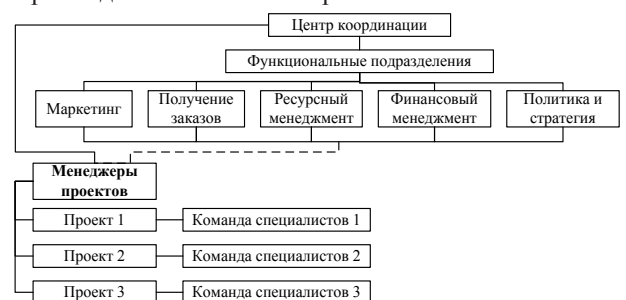 Центр координации
Функциональные подразделения
Маркетинг
Получение
заказов
Ресурсный
менеджмент
Финансовый
менеджмент
Политика и
стратегия
Менеджеры
проектов
Проект 1
Команда специалистов 1
Проект 2
Команда специалистов 2
Проект 3
Команда специалистов 3